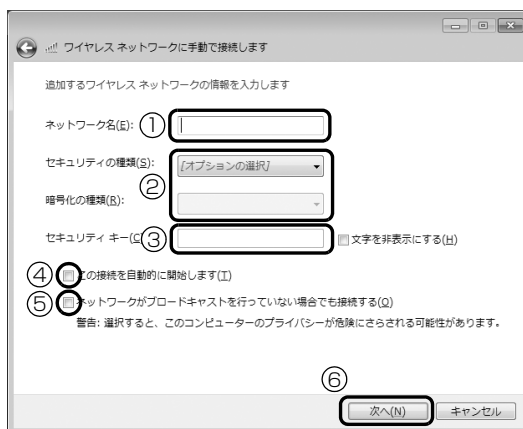 ワイヤレス ネットワークに手動で接続します
追加するワイヤレス ネットワークの情報を入力します
ネットワーク名(E): ①
セキュリティの種類(S): [オプションの選択]
②
暗号化の種類(R):
セキュリティ キー(C ③ 文字を非表示にする(H)
④ この接続を自動的に開始します(T)
⑤ ネットワークがブロードキャストを行っていない場合でも接続する(O)
警告: 選択すると、このコンピューターのプライバシーが危険にさらされる可能性があります。
⑥
次へ(N) キャンセル